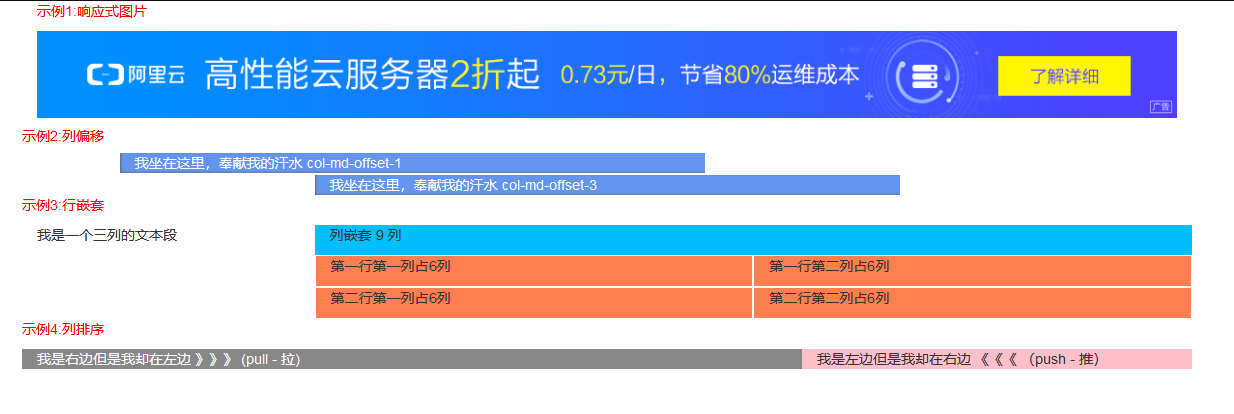 示例1:响应式图片
阿里云 高性能云服务器2折起 0.73元/日，节省80%运维成本 了解详细
广告
示例2:列偏移
我坐在这里，奉献我的汗水 col-md-offset-1
我坐在这里，奉献我的汗水 col-md-offset-3
示例3:行嵌套
我是一个三列的文本段 列嵌套 9 列
第一行第一列占6列 第一行第二列占6列
第二行第一列占6列 第二行第二列占6列
示例4:列排序
我是右边但是我却在左边 》》》 (pull - 拉) 我是左边但是我却在右边 《《《 （push - 推）